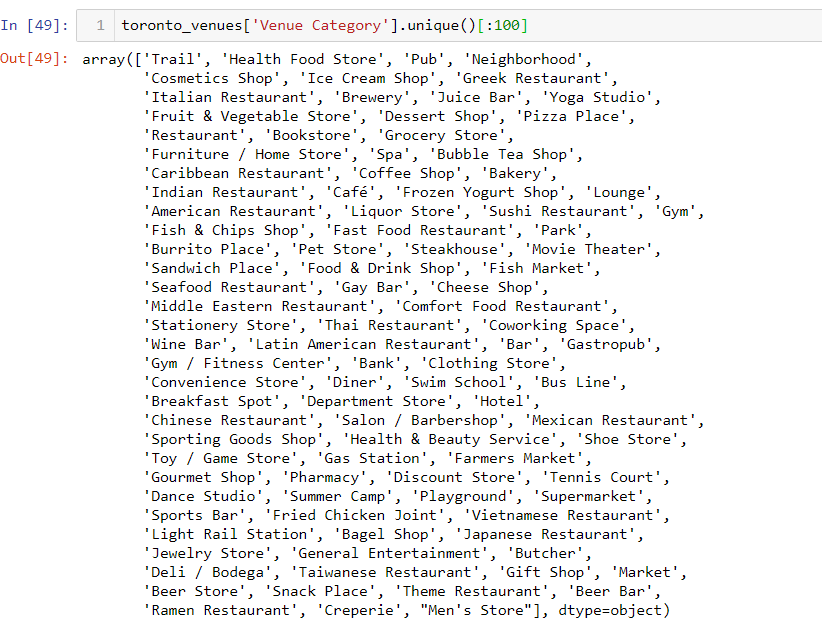 In [49]: 1 toronto_venues['Venue Category'].unique()[:100]
Out[49]: array(['Trail', 'Health Food Store', 'Pub', 'Neighborhood',
'Cosmetics Shop', 'Ice Cream Shop', 'Greek Restaurant',
'Italian Restaurant', 'Brewery', 'Juice Bar', 'Yoga Studio',
'Fruit & Vegetable Store', 'Dessert Shop', 'Pizza Place',
'Restaurant', 'Bookstore', 'Grocery Store',
'Furniture / Home Store', 'Spa', 'Bubble Tea Shop',
'Caribbean Restaurant', 'Coffee Shop', 'Bakery',
'Indian Restaurant', 'Café', 'Frozen Yogurt Shop', 'Lounge',
'American Restaurant', 'Liquor Store', 'Sushi Restaurant', 'Gym',
'Fish & Chips Shop', 'Fast Food Restaurant', 'Park',
'Burrito Place', 'Pet Store', 'Steakhouse', 'Movie Theater',
'Sandwich Place', 'Food & Drink Shop', 'Fish Market',
'Seafood Restaurant', 'Gay Bar', 'Cheese Shop',
'Middle Eastern Restaurant', 'Comfort Food Restaurant',
'Stationery Store', 'Thai Restaurant', 'Coworking Space',
'Wine Bar', 'Latin American Restaurant', 'Bar', 'Gastropub',
'Gym / Fitness Center', 'Bank', 'Clothing Store',
'Convenience Store', 'Diner', 'Swim School', 'Bus Line',
'Breakfast Spot', 'Department Store', 'Hotel',
'Chinese Restaurant', 'Salon / Barbershop', 'Mexican Restaurant',
'Sporting Goods Shop', 'Health & Beauty Service', 'Shoe Store',
'Toy / Game Store', 'Gas Station', 'Farmers Market',
'Gourmet Shop', 'Pharmacy', 'Discount Store', 'Tennis Court',
'Dance Studio', 'Summer Camp', 'Playground', 'Supermarket',
'Sports Bar', 'Fried Chicken Joint', 'Vietnamese Restaurant',
'Light Rail Station', 'Bagel Shop', 'Japanese Restaurant',
'Jewelry Store', 'General Entertainment', 'Butcher',
'Deli / Bodega', 'Taiwanese Restaurant', 'Gift Shop', 'Market',
'Beer Store', 'Snack Place', 'Theme Restaurant', 'Beer Bar',
'Ramen Restaurant', 'Creperie', "Men's Store"], dtype=object)